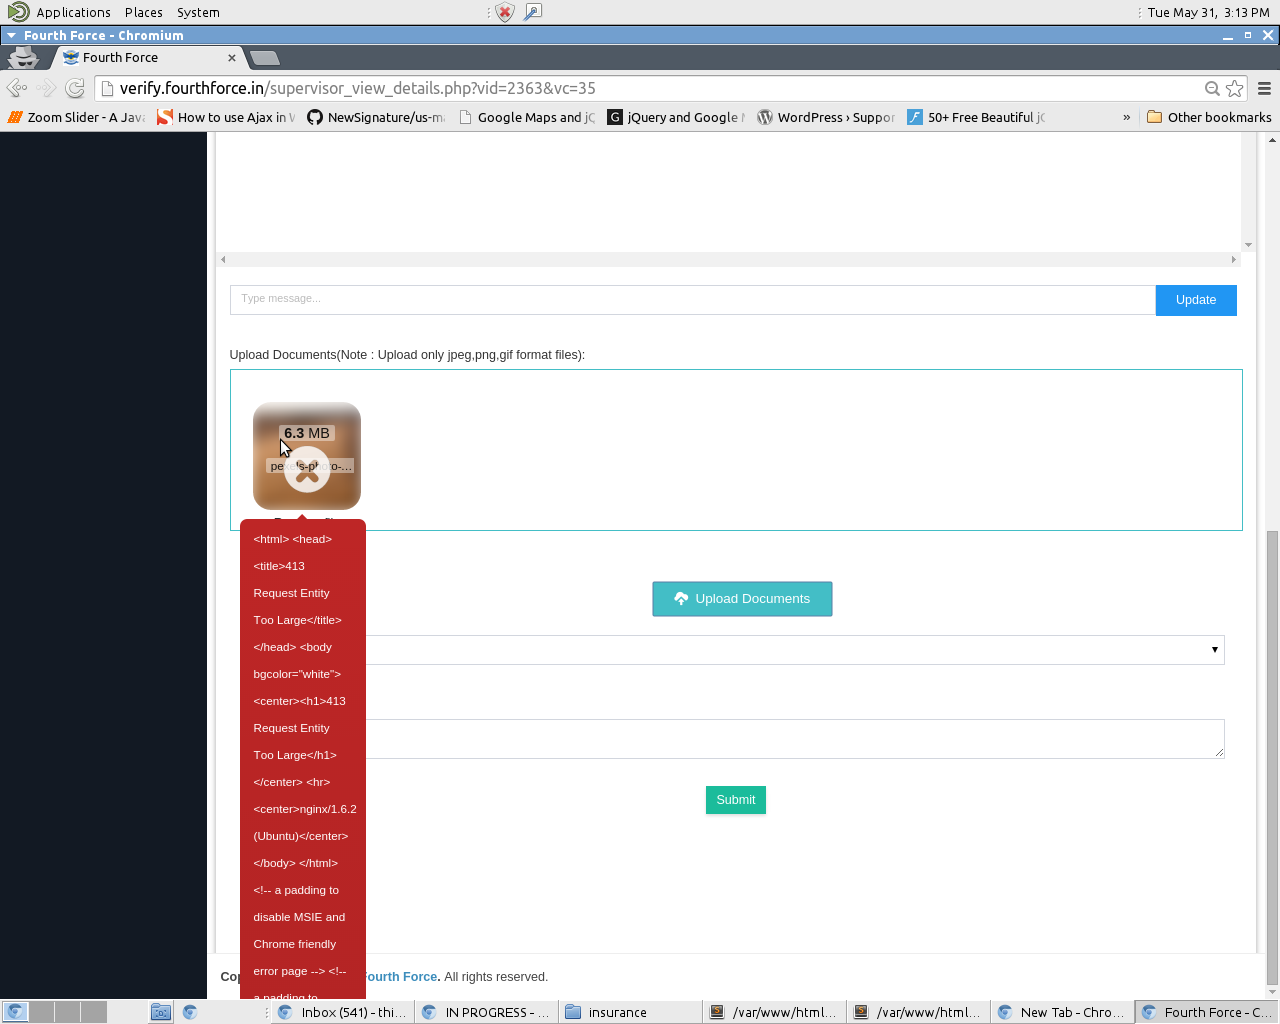 Applications Places System
Tue May 31, 3:13 PM
Fourth Force - Chromium
Fourth Force
verify.fourthforce.in/supervisor_view_details.php?vid=2363&vc=35
Zoom Slider - A Java
How to use Ajax in W
NewSignature/us-ma
Google Maps and jQ
jQuery and Google M
WordPress › Suppor
50+ Free Beautiful jQ
»
Other bookmarks
Type message...
Update
Upload Documents(Note : Upload only jpeg,png,gif format files):
6.3 MB
pexels-photo-...
<html> <head>
<title>413
Request Entity
Too Large</title>
</head> <body
bgcolor="white">
<center><h1>413
Request Entity
Too Large</h1>
</center> <hr>
<center>nginx/1.6.2
(Ubuntu)</center>
</body> </html>
<!-- a padding to
disable MSIE and
Chrome friendly
error page --> <!--
a padding to
Upload Documents
Submit
Fourth Force. All rights reserved.
Inbox (541) - thi...
IN PROGRESS - ...
insurance
/var/www/html...
/var/www/html...
New Tab - Chro...
Fourth Force - C...